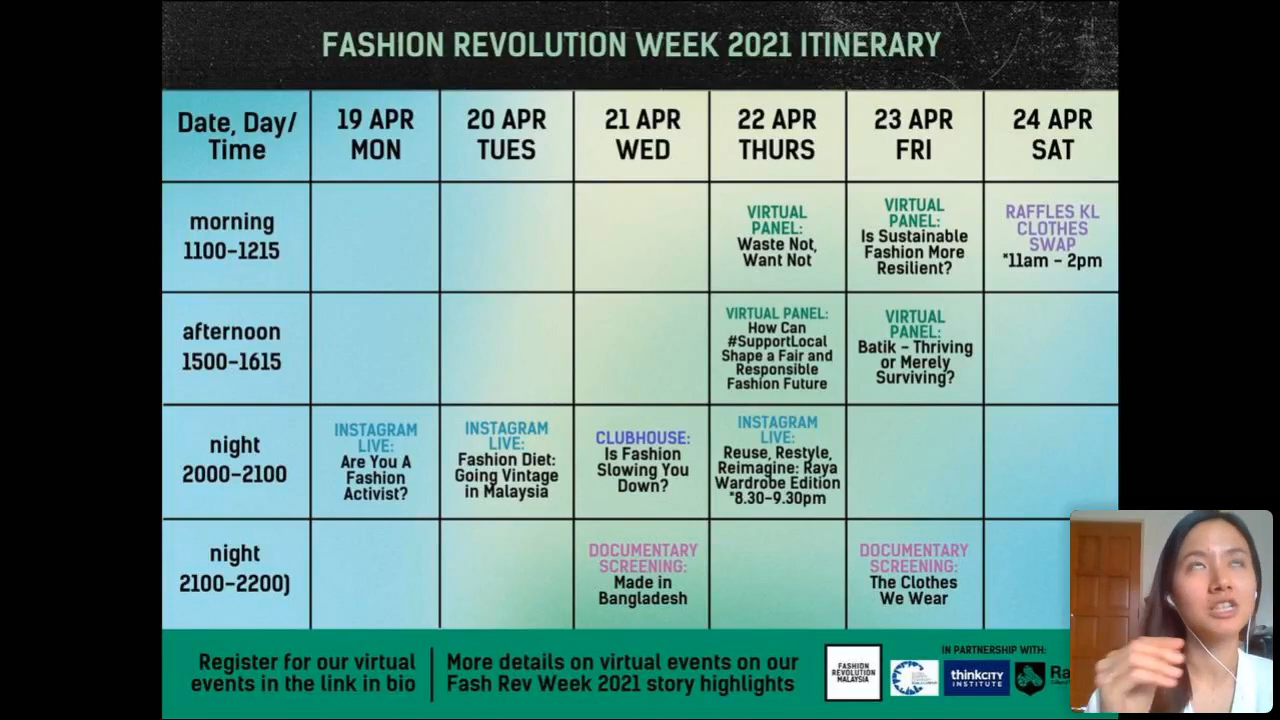 FASHION REVOLUTION WEEK 2021 ITINERARY
Date, Day/
Time
19 APR
MON
20 APR
TUES
21 APR
WED
22 APR
THURS
23 APR
FRI
24 APR
SAT
morning
1100-1215
VIRTUAL
PANEL:
Waste Not,
Want Not
VIRTUAL
PANEL:
Is Sustainable
Fashion More
Resilient?
RAFFLES KL
CLOTHES
SWAP
*11am - 2pm
afternoon
1500-1615
VIRTUAL PANEL:
How Can
#SupportLocal
Shape a Fair and
Responsible
Fashion Future
VIRTUAL
PANEL:
Batik - Thriving
or Merely
Surviving?
night
2000-2100
INSTAGRAM
LIVE:
Are You A
Fashion
Activist?
INSTAGRAM
LIVE:
Fashion Diet:
Going Vintage
in Malaysia
CLUBHOUSE:
Is Fashion
Slowing You
Down?
INSTAGRAM
LIVE:
Reuse, Restyle,
Reimagine: Raya
Wardrobe Edition
*8.30-9.30pm
night
2100-2200)
DOCUMENTARY
SCREENING:
Made in
Bangladesh
DOCUMENTARY
SCREENING:
The Clothes
We Wear
Register for our virtual
events in the link in bio
More details on virtual events on our
Fash Rev Week 2021 story highlights
IN PARTNERSHIP WITH:
FASHION
REVOLUTION
MALAYSIA
thinkcity
INSTITUTE